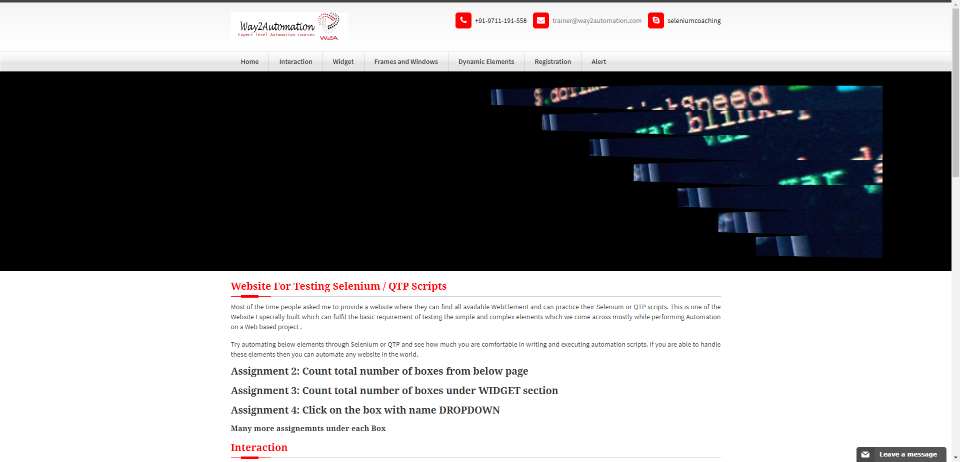 Way2Automation
Expert level Automation courses
W2A
+91-9711-191-558
trainer@way2automation.com
seleniumcoaching
Home
Interaction
Widget
Frames and Windows
Dynamic Elements
Registration
Alert
speed
var blink
var
var
Website For Testing Selenium / QTP Scripts
Most of the time people asked me to provide a website where they can find all available WebElement and can practice their Selenium or QTP scripts. This is one of the
Website I specially built which can fulfil the basic requirement of testing the simple and complex elements which we come across mostly while performing Automation
on a Web based project .
Try automating below elements through Selenium or QTP and see how much you are comfortable in writing and executing automation scripts. If you are able to handle
these elements then you can automate any website in the world.
Assignment 2: Count total number of boxes from below page
Assignment 3: Count total number of boxes under WIDGET section
Assignment 4: Click on the box with name DROPDOWN
Many more assignemnts under each Box
Interaction
Leave a message